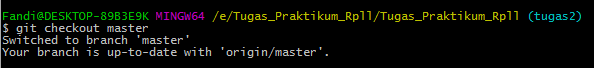 Fandi@DESKTOP-89B3E9K MINGW64 /e/Tugas_Praktikum_Rpll/Tugas_Praktikum_Rpll (tugas2)
$ git checkout master
Switched to branch 'master'
Your branch is up-to-date with 'origin/master'.